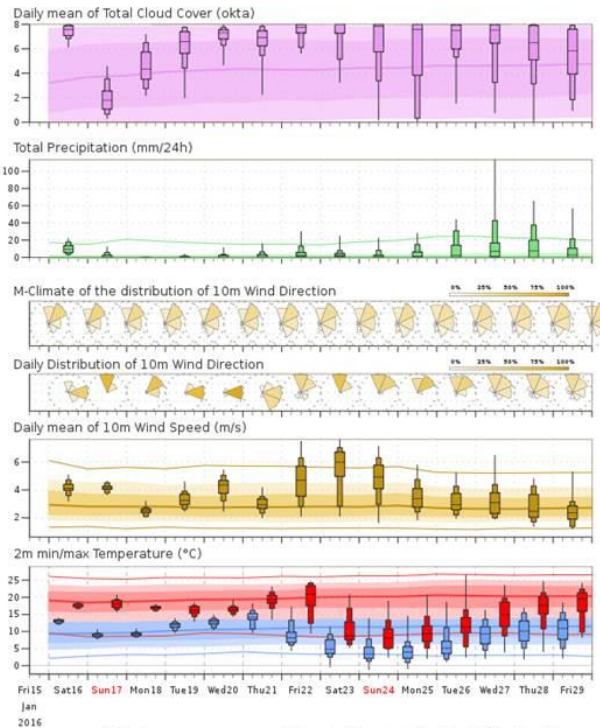 Daily mean of Total Cloud Cover (okta)
8
6
4
2
0
Total Precipitation (mm/24h)
100
80
60
40
20
0
M-Climate of the distribution of 10m Wind Direction
0% 25% 50% 75% 100%
Daily Distribution of 10m Wind Direction
0% 25% 50% 75% 100%
Daily mean of 10m Wind Speed (m/s)
6
4
2
2m min/max Temperature (°C)
25
20
15
10
5
0
Fri15 Sat16 Sun17 Mon18 Tue19 Wed20 Thu21 Fri22 Sat23 Sun24 Mon25 Tue26 Wed27 Thu28 Fri29
Jan
2016